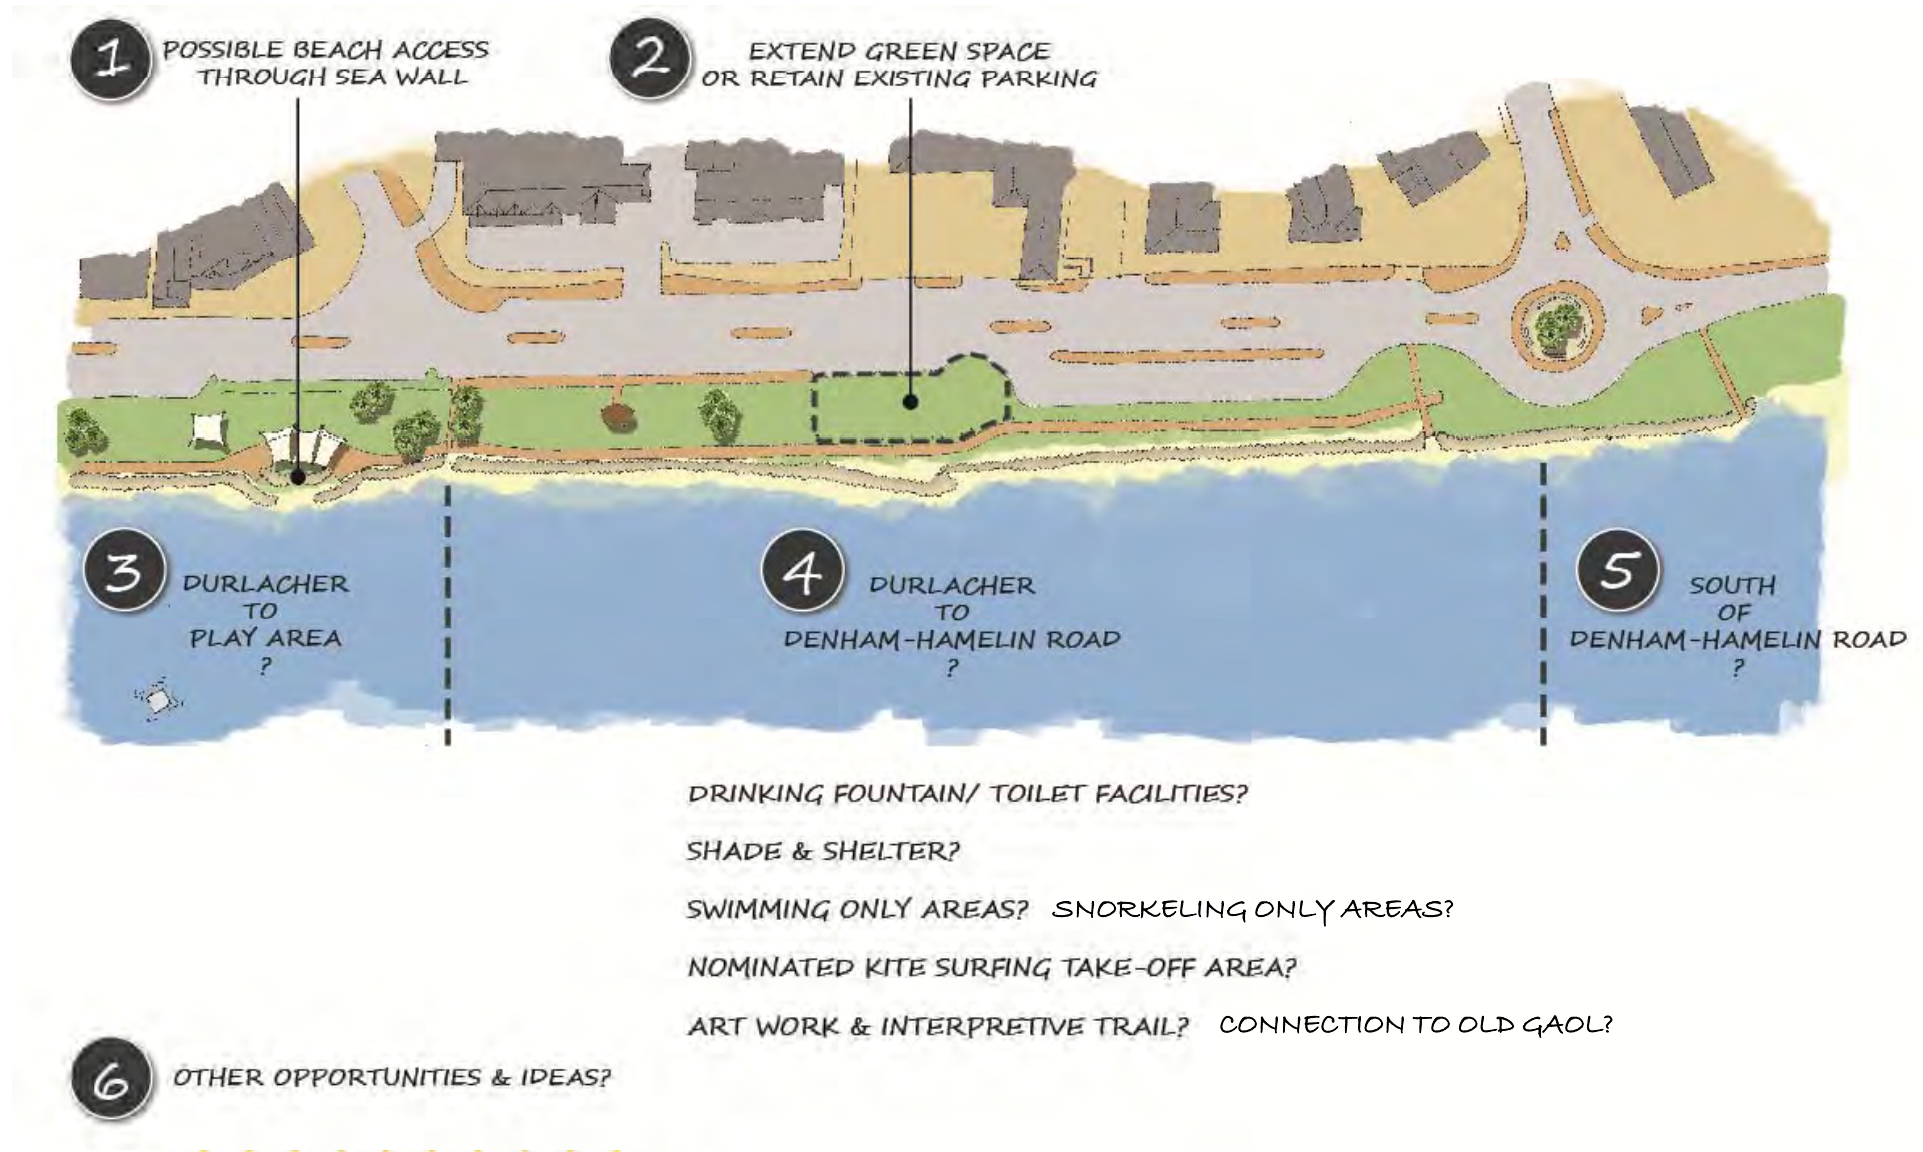 1
POSSIBLE BEACH ACCESS
THROUGH SEA WALL
2
EXTEND GREEN SPACE
OR RETAIN EXISTING PARKING
3
DURLACHER
TO
PLAY AREA
?
4
DURLACHER
TO
DENHAM-HAMELIN ROAD
?
5
SOUTH
OF
DENHAM-HAMELIN ROAD
?
DRINKING FOUNTAIN/ TOILET FACILITIES?
SHADE & SHELTER?
SWIMMING ONLY AREAS? SNORKELING ONLY AREAS?
NOMINATED KITE SURFING TAKE-OFF AREA?
ART WORK & INTERPRETIVE TRAIL? CONNECTION TO OLD GAOL?
6
OTHER OPPORTUNITIES & IDEAS?